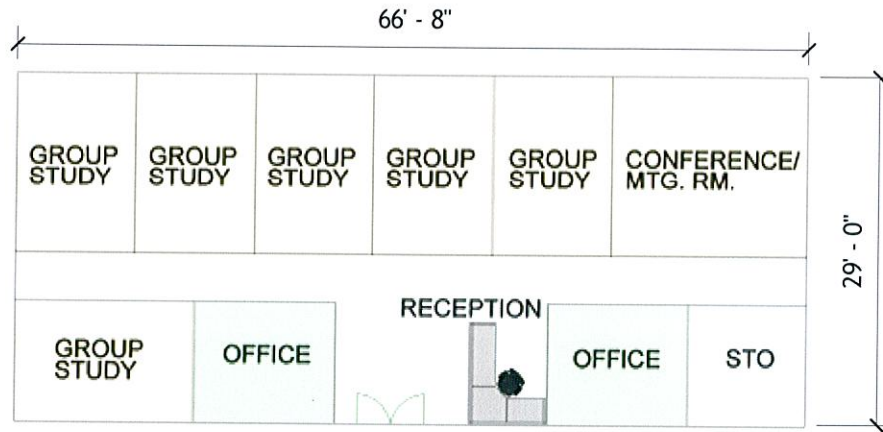 66' - 8"
GROUP
STUDY
GROUP
STUDY
GROUP
STUDY
GROUP
STUDY
GROUP
STUDY
CONFERENCE/
MTG. RM.
29' - 0"
RECEPTION
GROUP
STUDY
OFFICE
OFFICE
STO